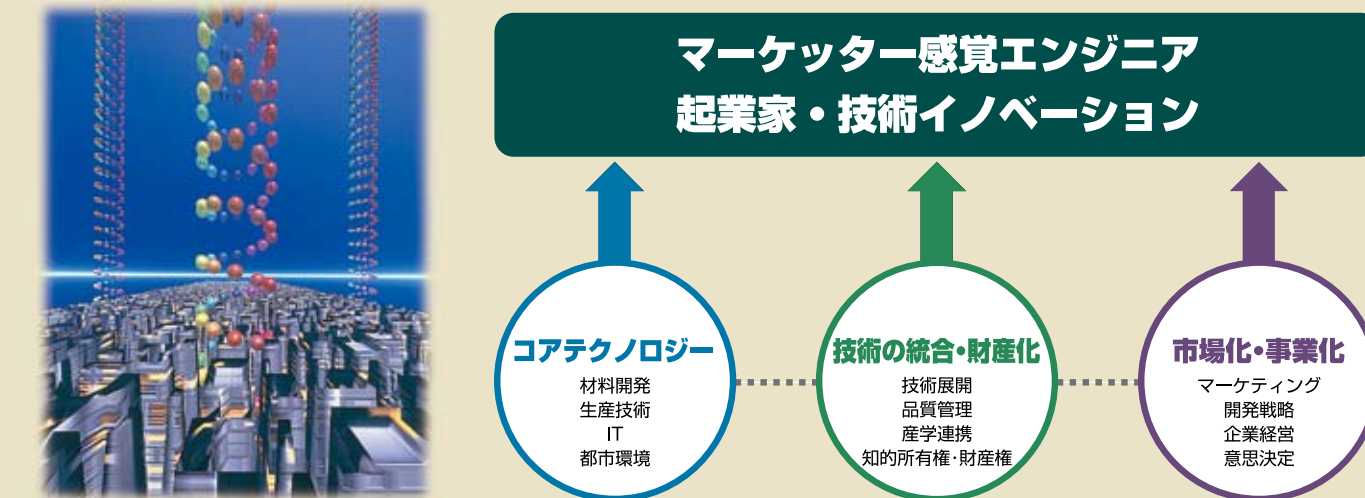 マーケッター感覚エンジニア
起業家・技術イノベーション
コアテクノロジー
材料開発
生産技術
IT
都市環境
技術の統合・財産化
技術展開
品質管理
産学連携
知的所有権・財産権
市場化・事業化
マーケティング
開発戦略
企業経営
意思決定